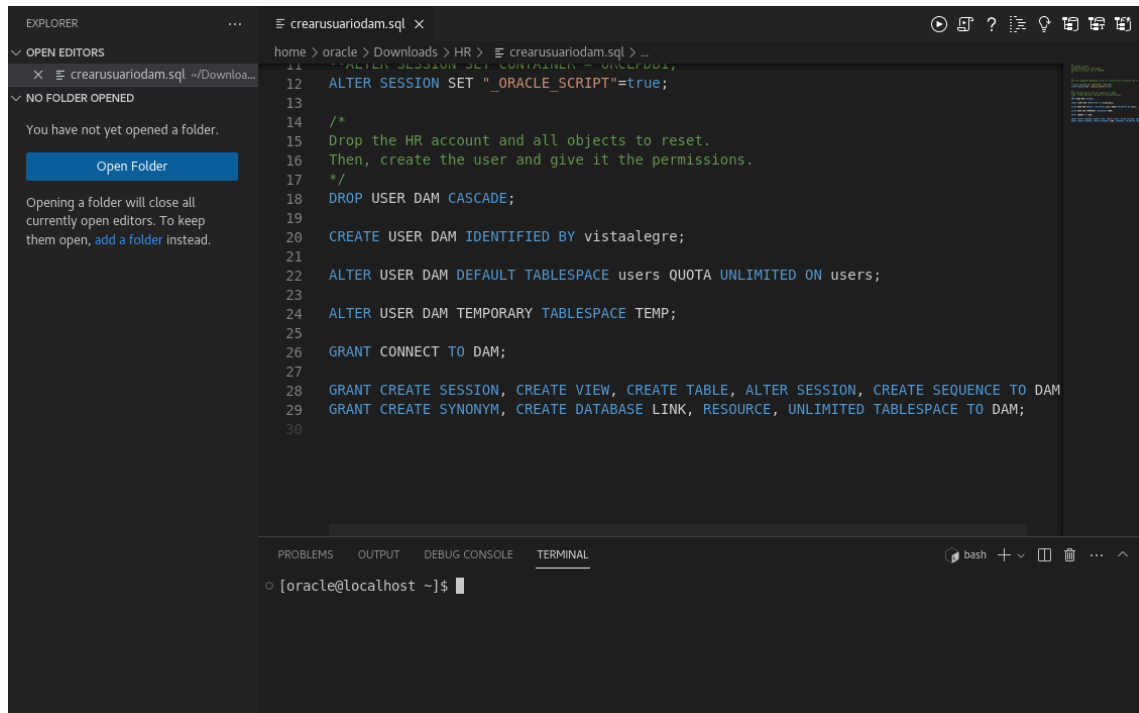 EXPLORER
OPEN EDITORS
crearusuariodam.sql ~/Downloa...
NO FOLDER OPENED
You have not yet opened a folder.
Open Folder
Opening a folder will close all
currently open editors. To keep
them open, add a folder instead.
crearusuariodam.sql
home > oracle > Downloads > HR > crearusuariodam.sql > ...
11 --ALTER SESSION SET CONTAINER = ORCLPDB1;
12 ALTER SESSION SET "_ORACLE_SCRIPT"=true;
13
14 /*
15 Drop the HR account and all objects to reset.
16 Then, create the user and give it the permissions.
17 */
18 DROP USER DAM CASCADE;
19
20 CREATE USER DAM IDENTIFIED BY vistaalegre;
21
22 ALTER USER DAM DEFAULT TABLESPACE users QUOTA UNLIMITED ON users;
23
24 ALTER USER DAM TEMPORARY TABLESPACE TEMP;
25
26 GRANT CONNECT TO DAM;
27
28 GRANT CREATE SESSION, CREATE VIEW, CREATE TABLE, ALTER SESSION, CREATE SEQUENCE TO DAM
29 GRANT CREATE SYNONYM, CREATE DATABASE LINK, RESOURCE, UNLIMITED TABLESPACE TO DAM;
30
PROBLEMS OUTPUT DEBUG CONSOLE TERMINAL
bash
[oracle@localhost ~]$